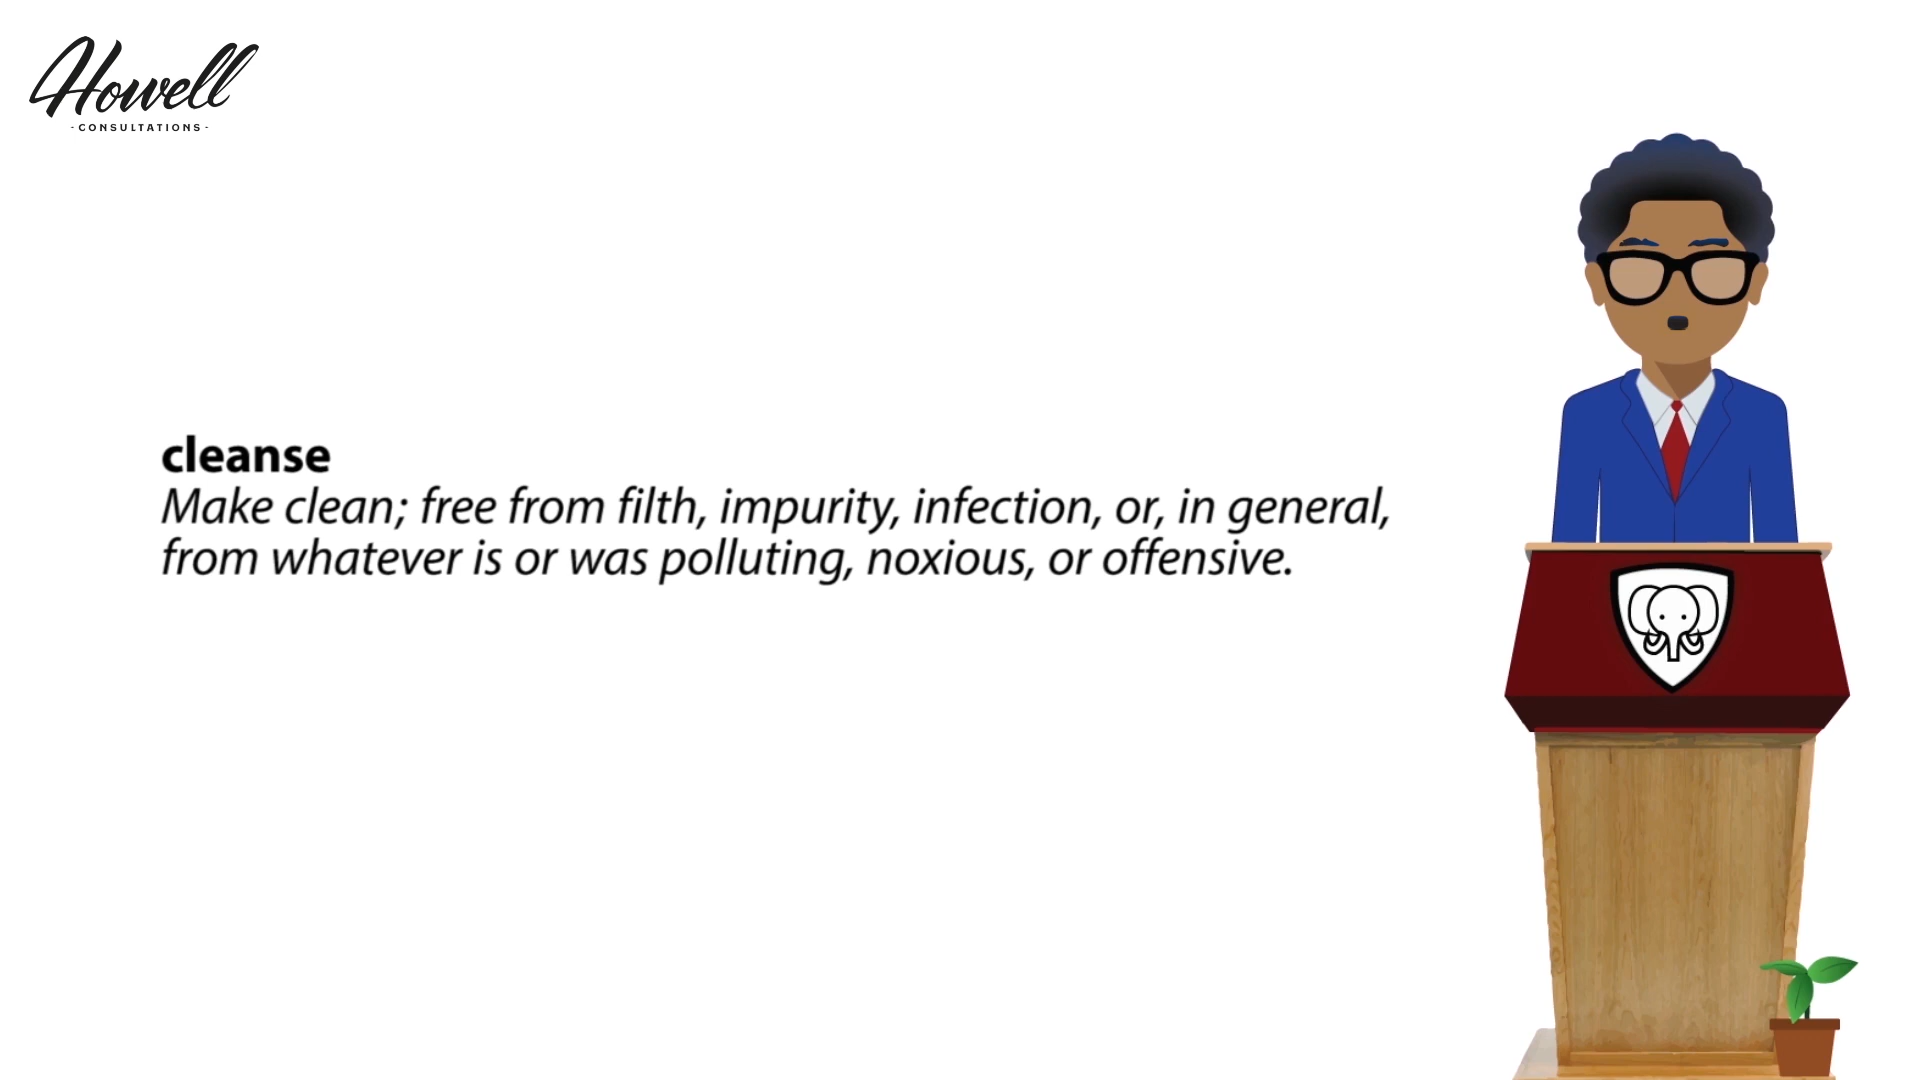 Howell
-CONSULTATIONS-
cleanse
Make clean; free from filth, impurity, infection, or, in general,
from whatever is or was polluting, noxious, or offensive.